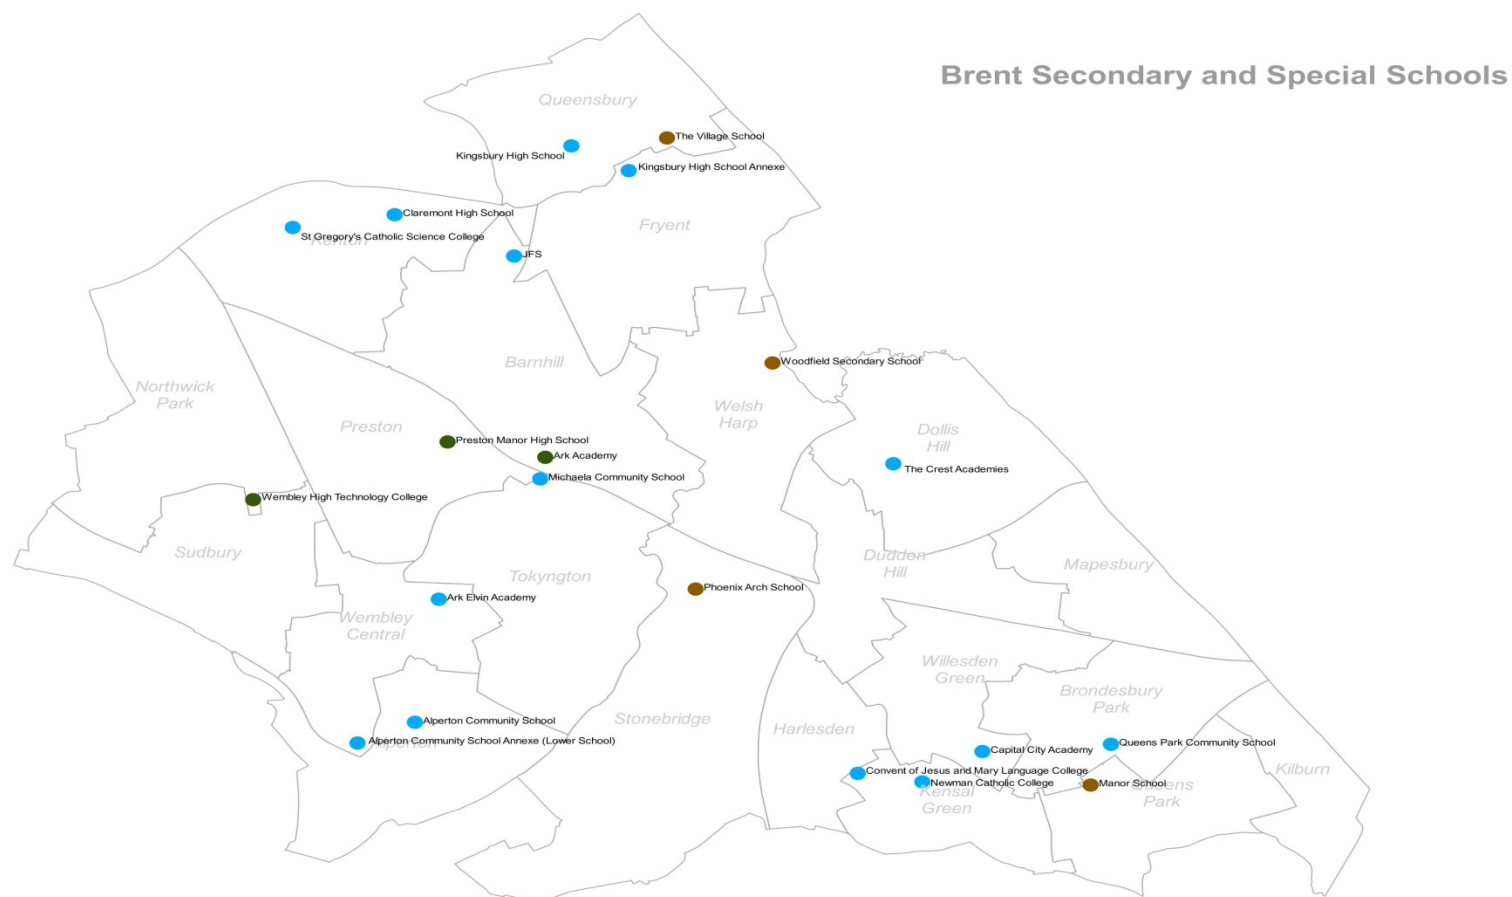 Brent Secondary and Special Schools
Queensbury
The Village School
Kingsbury High School
Kingsbury High School Annexe
Claremont High School
Fryent
St Gregory's Catholic Science College
Kenton
JFS
Barnhill
Woodfield Secondary School
Northwick
Park
Welsh
Harp
Preston
Dollis
Hill
Preston Manor High School
Ark Academy
The Crest Academies
Michaela Community School
Wembley High Technology College
Sudbury
Tokyngton
Dudden
Hill
Mapesbury
Phoenix Arch School
Ark Elvin Academy
Wembley
Central
Willesden
Green
Brondesbury
Park
Stonebridge
Alperton Community School
Harlesden
Alperton Community School Annexe (Lower School)
Alperton
Queens Park Community School
Capital City Academy
Kilburn
Convent of Jesus and Mary Language College
Newman Catholic College
Manor School
Kensal
Green
Queens
Park